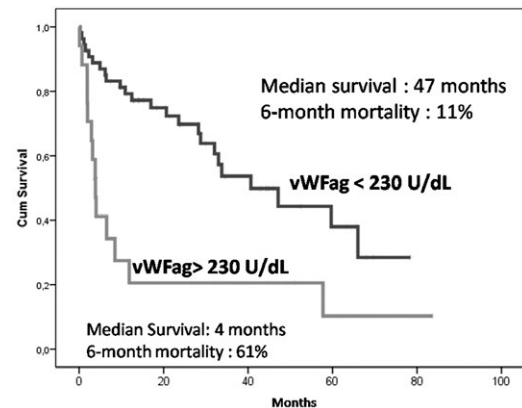 1,0
0,8
0,6
0,4
0,2
0,0
Cum Survival
Median survival : 47 months
6-month mortality : 11%
vWFag < 230 U/dL
vWFag> 230 U/dL
Median Survival: 4 months
6-month mortality : 61%
0
20
40
60
80
100
Months